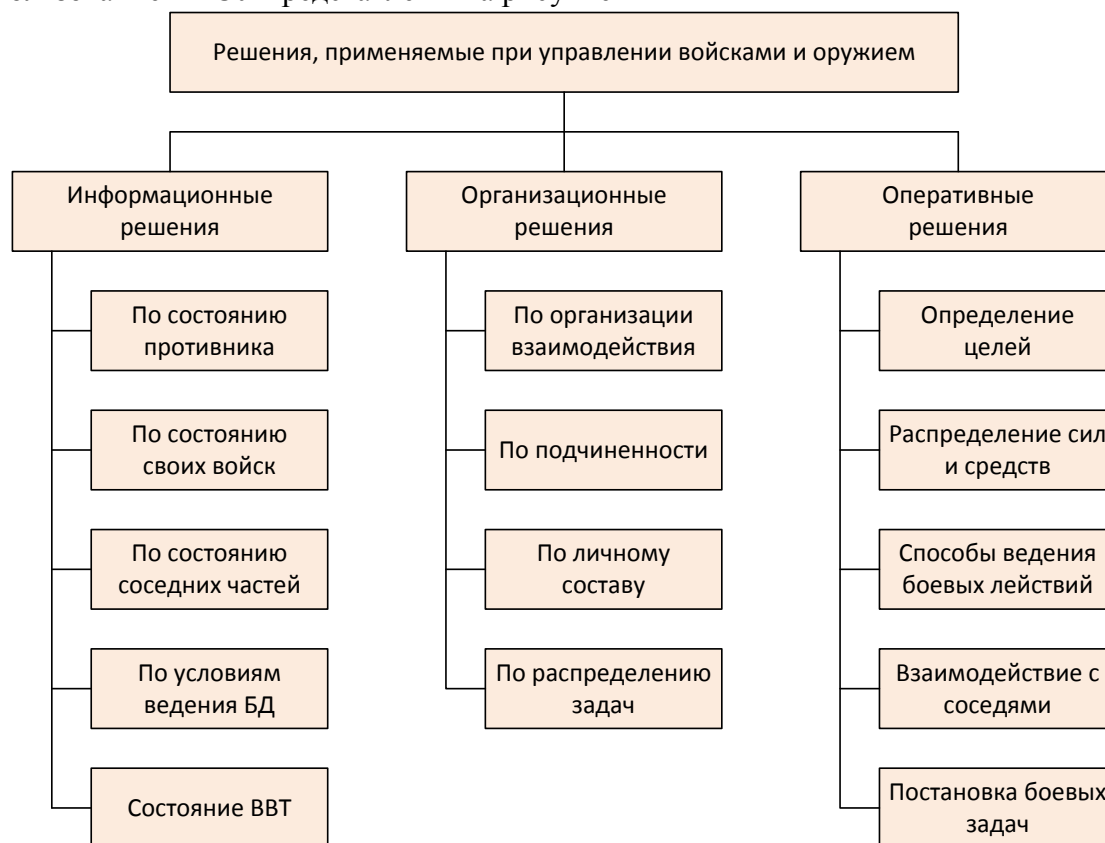 Решения, применяемые при управлении войсками и оружием
Информационные
решения
По состоянию
противника
По состоянию
своих войск
По состоянию
соседних частей
По условиям
ведения БД
Состояние ВВТ
Организационные
решения
По организации
взаимодействия
По подчиненности
По личному
составу
По распределению
задач
Оперативные
решения
Определение
целей
Распределение сил
и средств
Способы ведения
боевых лействий
Взаимодействие с
соседями
Постановка боевых
задач